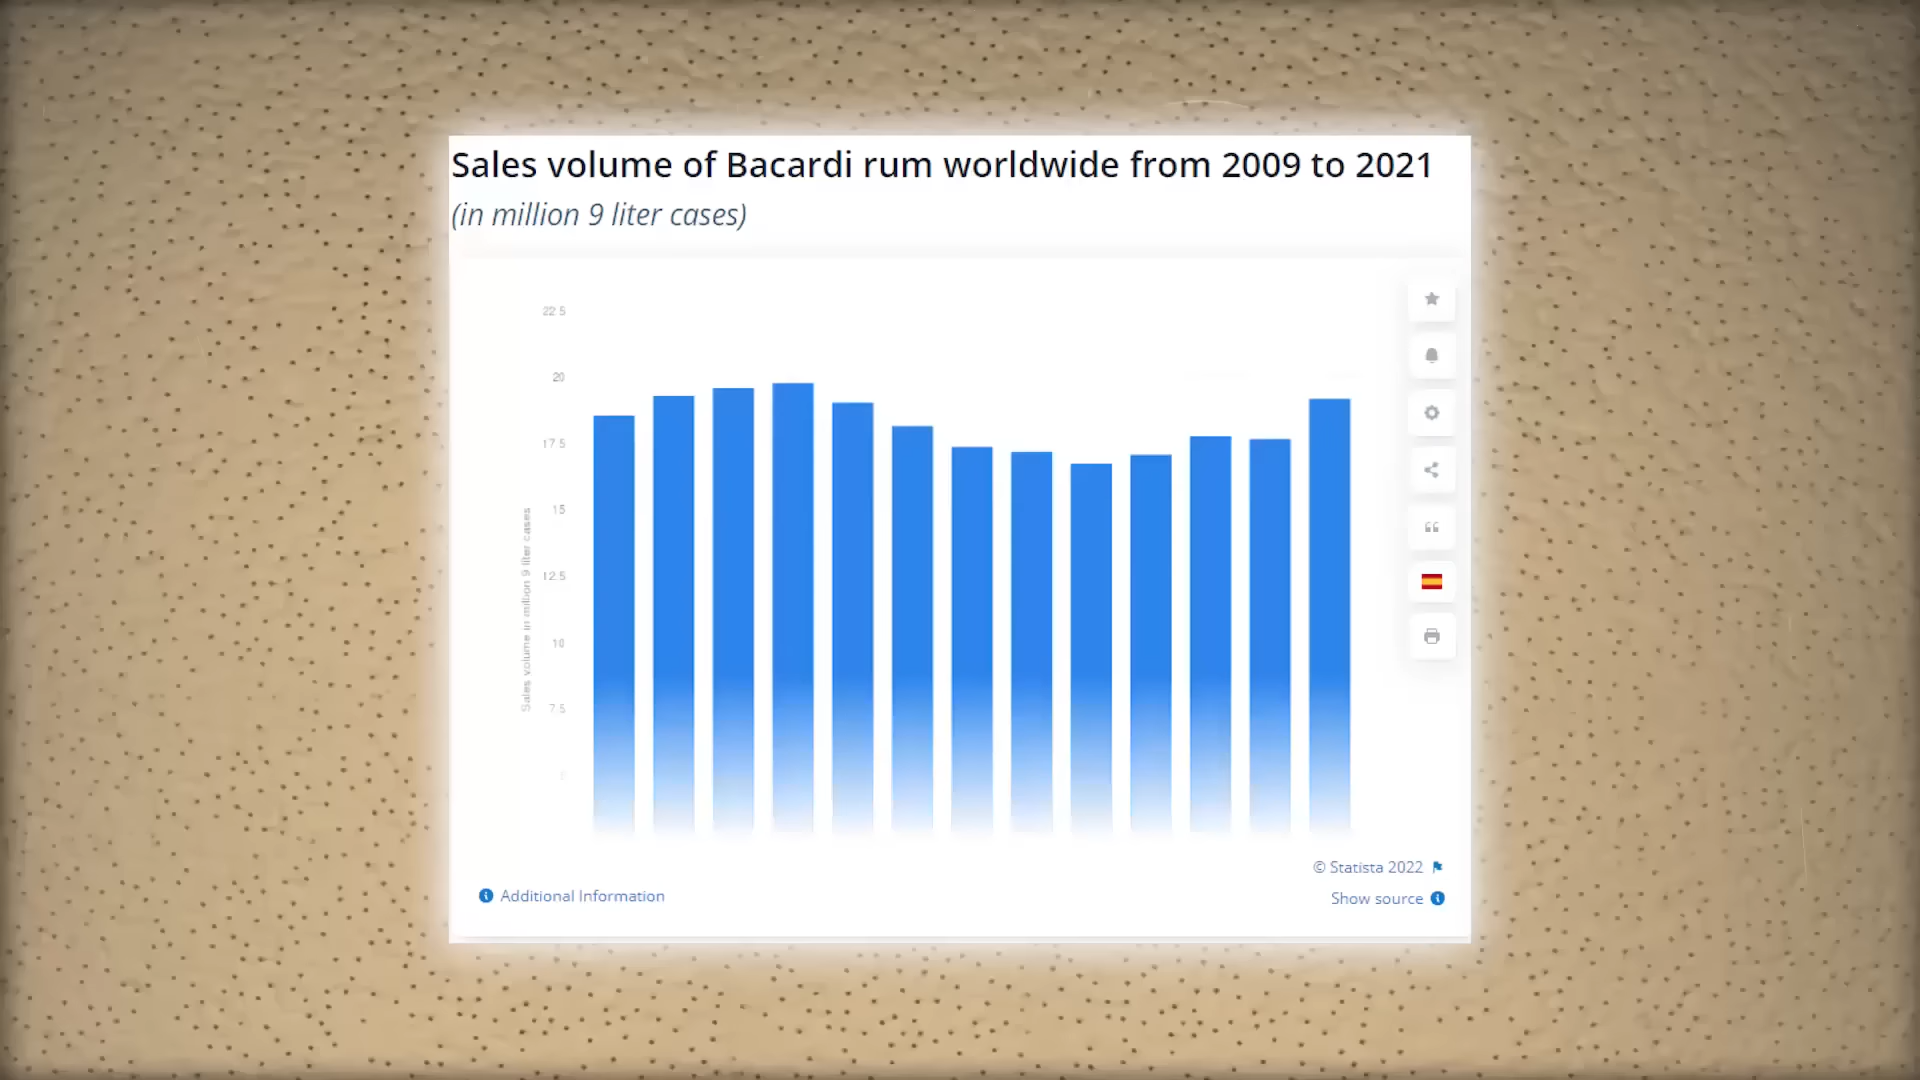 Sales volume of Bacardi rum worldwide from 2009 to 2021
(in million 9 liter cases)
22.5
20
17.5
15
12.5
10
7.5
Sales volume in million 9 liter cases
© Statista 2022
Additional Information
Show source